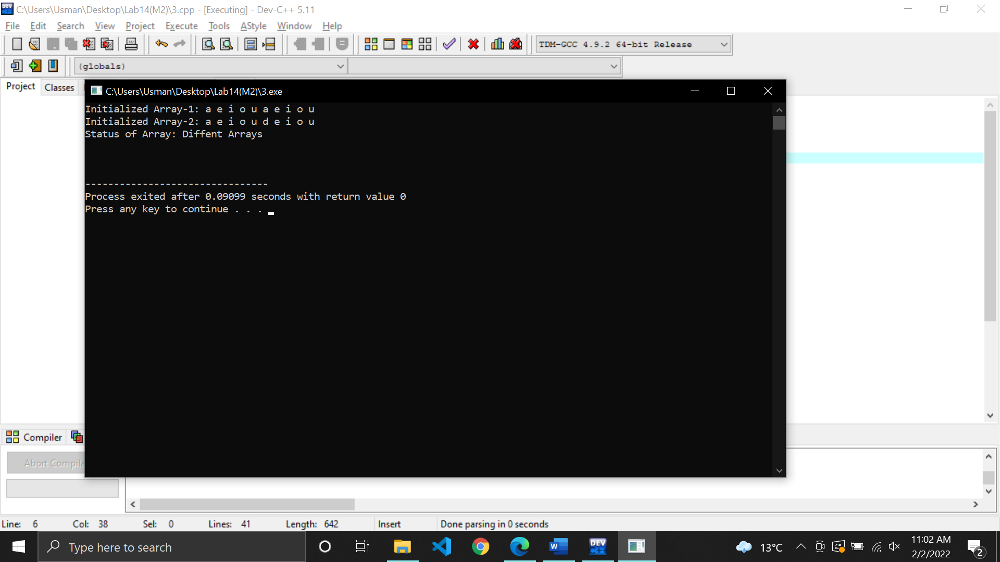 C:\Users\Usman\Desktop\Lab14(M2)\3.cpp - [Executing] - Dev-C++ 5.11
File Edit Search View Project Execute Tools AStyle Window Help
TDM-GCC 4.9.2 64-bit Release
(globals)
Project Classes
C:\Users\Usman\Desktop\Lab14(M2)\3.exe
Initialized Array-1: a e i o u a e i o u
Initialized Array-2: a e i o u d e i o u
Status of Array: Diffent Arrays
--------------------------------
Process exited after 0.09099 seconds with return value 0
Press any key to continue . . .
Compiler
Abort Compila
Line: 6 Col: 38 Sel: 0 Lines: 41 Length: 642 Insert Done parsing in 0 seconds
Type here to search
DEV C++
13°C
11:02 AM
2/2/2022
2